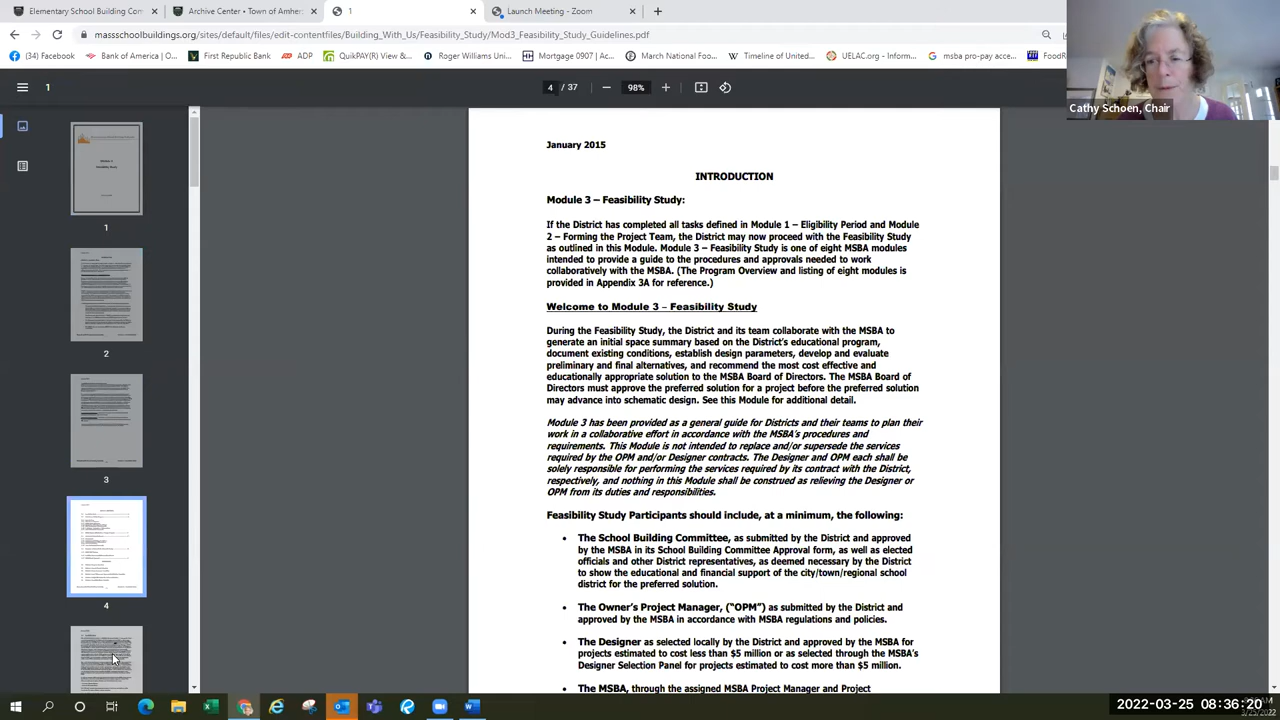 Elementary School Building Com
Archive Center • Town of Amhe
1
Launch Meeting - Zoom
massschoolbuildings.org/sites/default/files/edit-contentfiles/Building_With_Us/Feasibility_Study/Mod3_Feasibility_Study_Guidelines.pdf
(34) Facebook
Bank of America | O...
First Republic Bank
ADP
QuikPAY(R) View &...
Roger Williams Uni...
Mortgage 0907 | Ac...
March National Foo...
Timeline of United...
UELAC.org - Inform...
msba pro-pay acce...
FoodR
1
4 / 37
98%
Cathy Schoen, Chair
1
2
3
4
January 2015
INTRODUCTION
Module 3 – Feasibility Study:
If the District has completed all tasks defined in Module 1 – Eligibility Period and Module
2 – Forming the Project Team, the District may now proceed with the Feasibility Study
as outlined in this Module. Module 3 – Feasibility Study is one of eight MSBA modules
intended to provide a guide to the procedures and approvals needed to work
collaboratively with the MSBA. (The Program Overview and listing of eight modules is
provided in Appendix 3A for reference.)
Welcome to Module 3 – Feasibility Study
During the Feasibility Study, the District and its team collaborate with the MSBA to
generate an initial space summary based on the District's educational program,
document existing conditions, establish design parameters, develop and evaluate
preliminary and final alternatives, and recommend the most cost effective and
educationally appropriate solution to the MSBA Board of Directors. The MSBA Board of
Directors must approve the preferred solution for a project before the preferred solution
may advance into schematic design. See this Module for additional detail.
Module 3 has been provided as a general guide for Districts and their teams to plan their
work in a collaborative effort in accordance with the MSBA's procedures and
requirements. This Module is not intended to replace and/or supersede the services
required by the OPM and/or Designer contracts. The Designer and OPM each shall be
solely responsible for performing the services required by its contract with the District,
respectively, and nothing in this Module shall be construed as relieving the Designer or
OPM from its duties and responsibilities.
Feasibility Study Participants should include, at a minimum, the following:
• The School Building Committee, as submitted by the District and approved
by the MSBA in its School Building Committee Approval form, as well as elected
officials and other District representatives, as deemed necessary by the District
to show the educational and financial support of the city/town/regional school
district for the preferred solution.
• The Owner's Project Manager, ("OPM") as submitted by the District and
approved by the MSBA in accordance with MSBA regulations and policies.
• The Designer as selected locally by the District and approved by the MSBA for
projects estimated to cost less than $5 million or as selected through the MSBA's
Designer Selection Panel for projects estimated to cost more than $5 million.
• The MSBA, through the assigned MSBA Project Manager and Project
2022-03-25 08:36:20